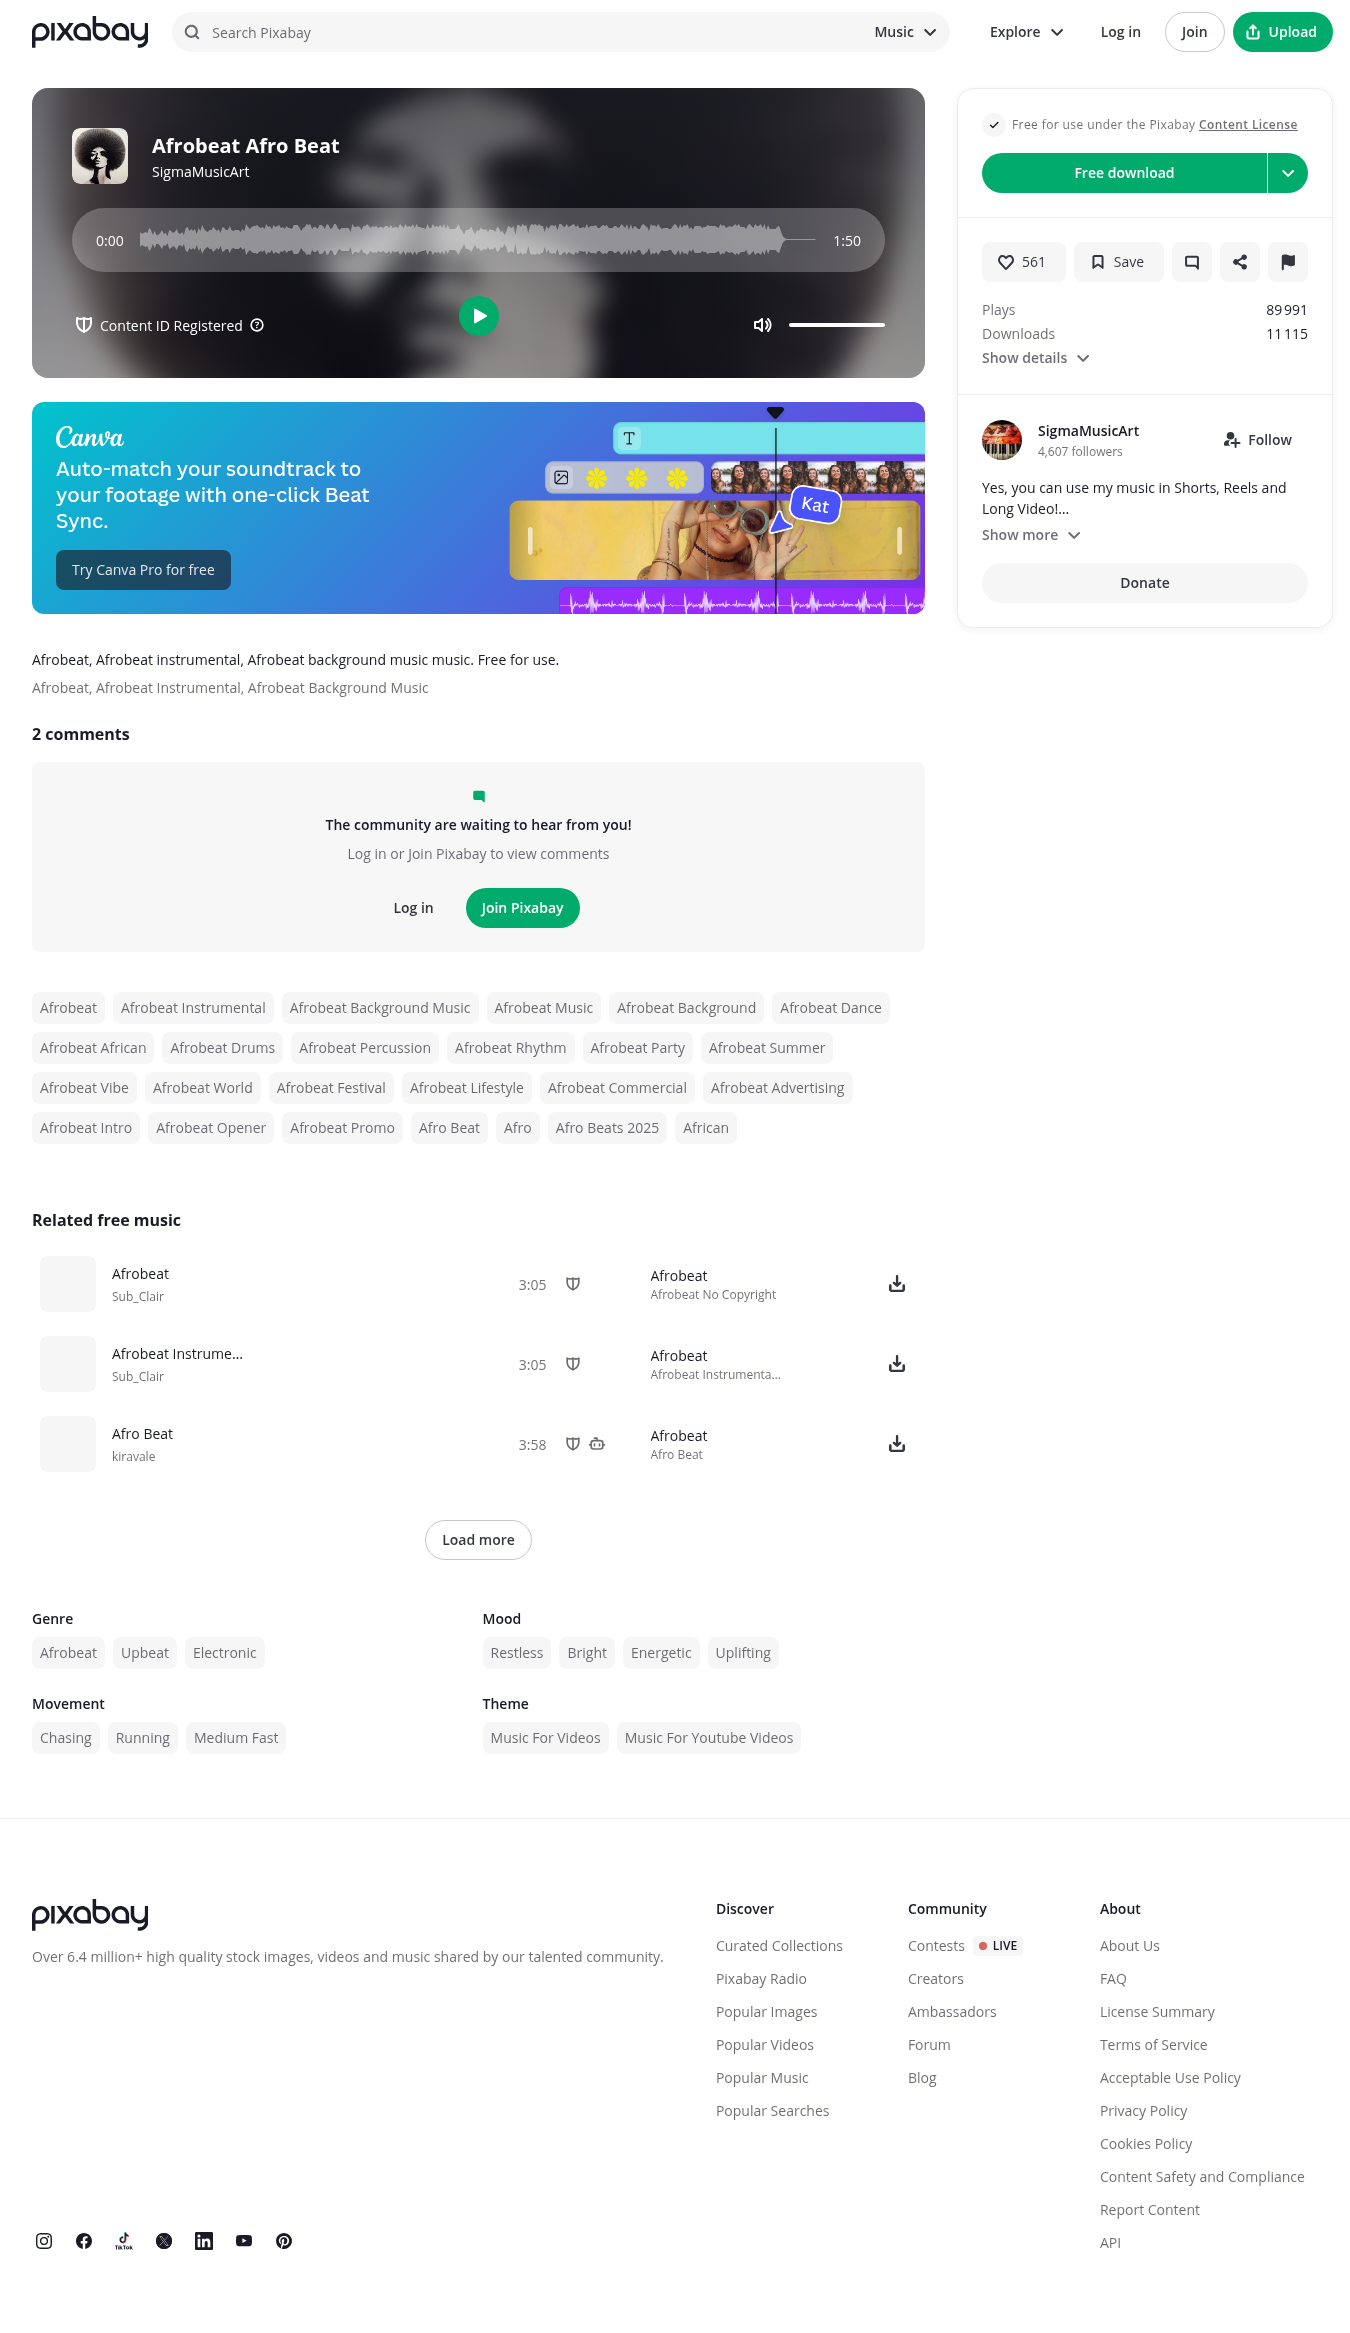 pixabay
Search Pixabay
Music
Explore
Log in
Join
Upload
Afrobeat Afro Beat
SigmaMusicArt
0:00
1:50
Content ID Registered
Free for use under the Pixabay Content License
Free download
561
Save
Plays
89 991
Downloads
11 115
Show details
SigmaMusicArt
4,607 followers
Follow
Yes, you can use my music in Shorts, Reels and
Long Video!...
Show more
Donate
Canva
Auto-match your soundtrack to
your footage with one-click Beat
Sync.
Try Canva Pro for free
T
Kat
Afrobeat, Afrobeat instrumental, Afrobeat background music music. Free for use.
Afrobeat, Afrobeat Instrumental, Afrobeat Background Music
2 comments
The community are waiting to hear from you!
Log in or Join Pixabay to view comments
Log in
Join Pixabay
Afrobeat Afrobeat Instrumental Afrobeat Background Music Afrobeat Music Afrobeat Background Afrobeat Dance
Afrobeat African Afrobeat Drums Afrobeat Percussion Afrobeat Rhythm Afrobeat Party Afrobeat Summer
Afrobeat Vibe Afrobeat World Afrobeat Festival Afrobeat Lifestyle Afrobeat Commercial Afrobeat Advertising
Afrobeat Intro Afrobeat Opener Afrobeat Promo Afro Beat Afro Afro Beats 2025 African
Related free music
Afrobeat
Sub_Clair
3:05
Afrobeat
Afrobeat No Copyright
Afrobeat Instrume...
Sub_Clair
3:05
Afrobeat
Afrobeat Instrumenta...
Afro Beat
kiravale
3:58
Afrobeat
Afro Beat
Load more
Genre
Afrobeat Upbeat Electronic
Mood
Restless Bright Energetic Uplifting
Movement
Chasing Running Medium Fast
Theme
Music For Videos Music For Youtube Videos
pixabay
Over 6.4 million+ high quality stock images, videos and music shared by our talented community.
Discover
Curated Collections
Pixabay Radio
Popular Images
Popular Videos
Popular Music
Popular Searches
Community
Contests LIVE
Creators
Ambassadors
Forum
Blog
About
About Us
FAQ
License Summary
Terms of Service
Acceptable Use Policy
Privacy Policy
Cookies Policy
Content Safety and Compliance
Report Content
API
TikTok